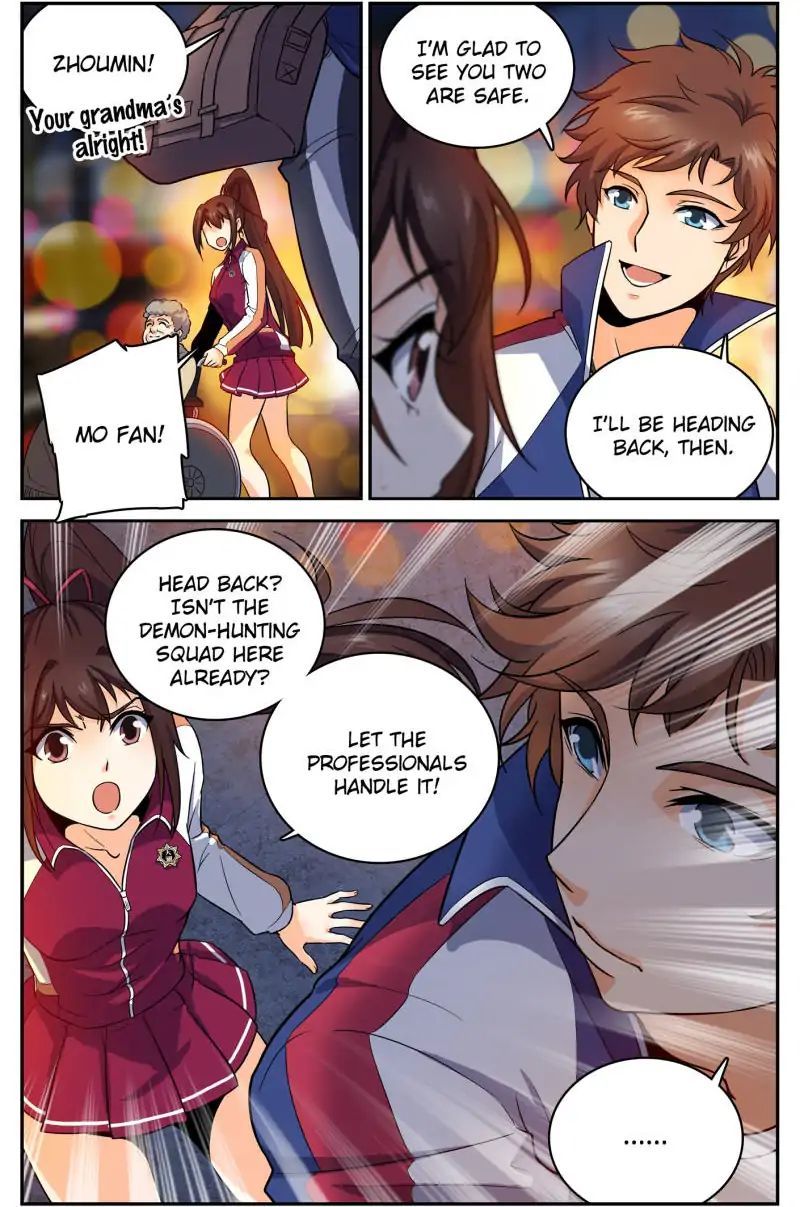 ZHOUMIN!
Your grandma's
alright!
MO FAN!
I'M GLAD TO
SEE YOU TWO
ARE SAFE.
I'LL BE HEADING
BACK, THEN.
HEAD BACK?
ISN'T THE
DEMON-HUNTING
SQUAD HERE
ALREADY?
LET THE
PROFESSIONALS
HANDLE IT!
......